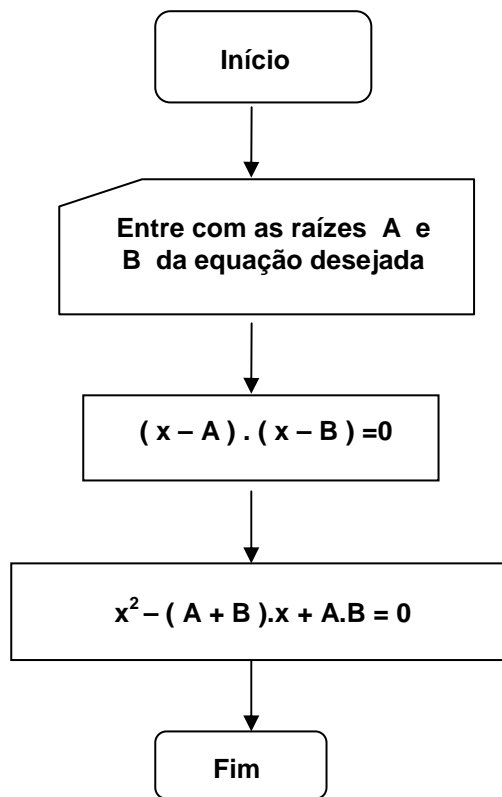 Início
Entre com as raízes A e
B da equação desejada
( x – A ) . ( x – B ) =0
x² – ( A + B ).x + A.B = 0
Fim